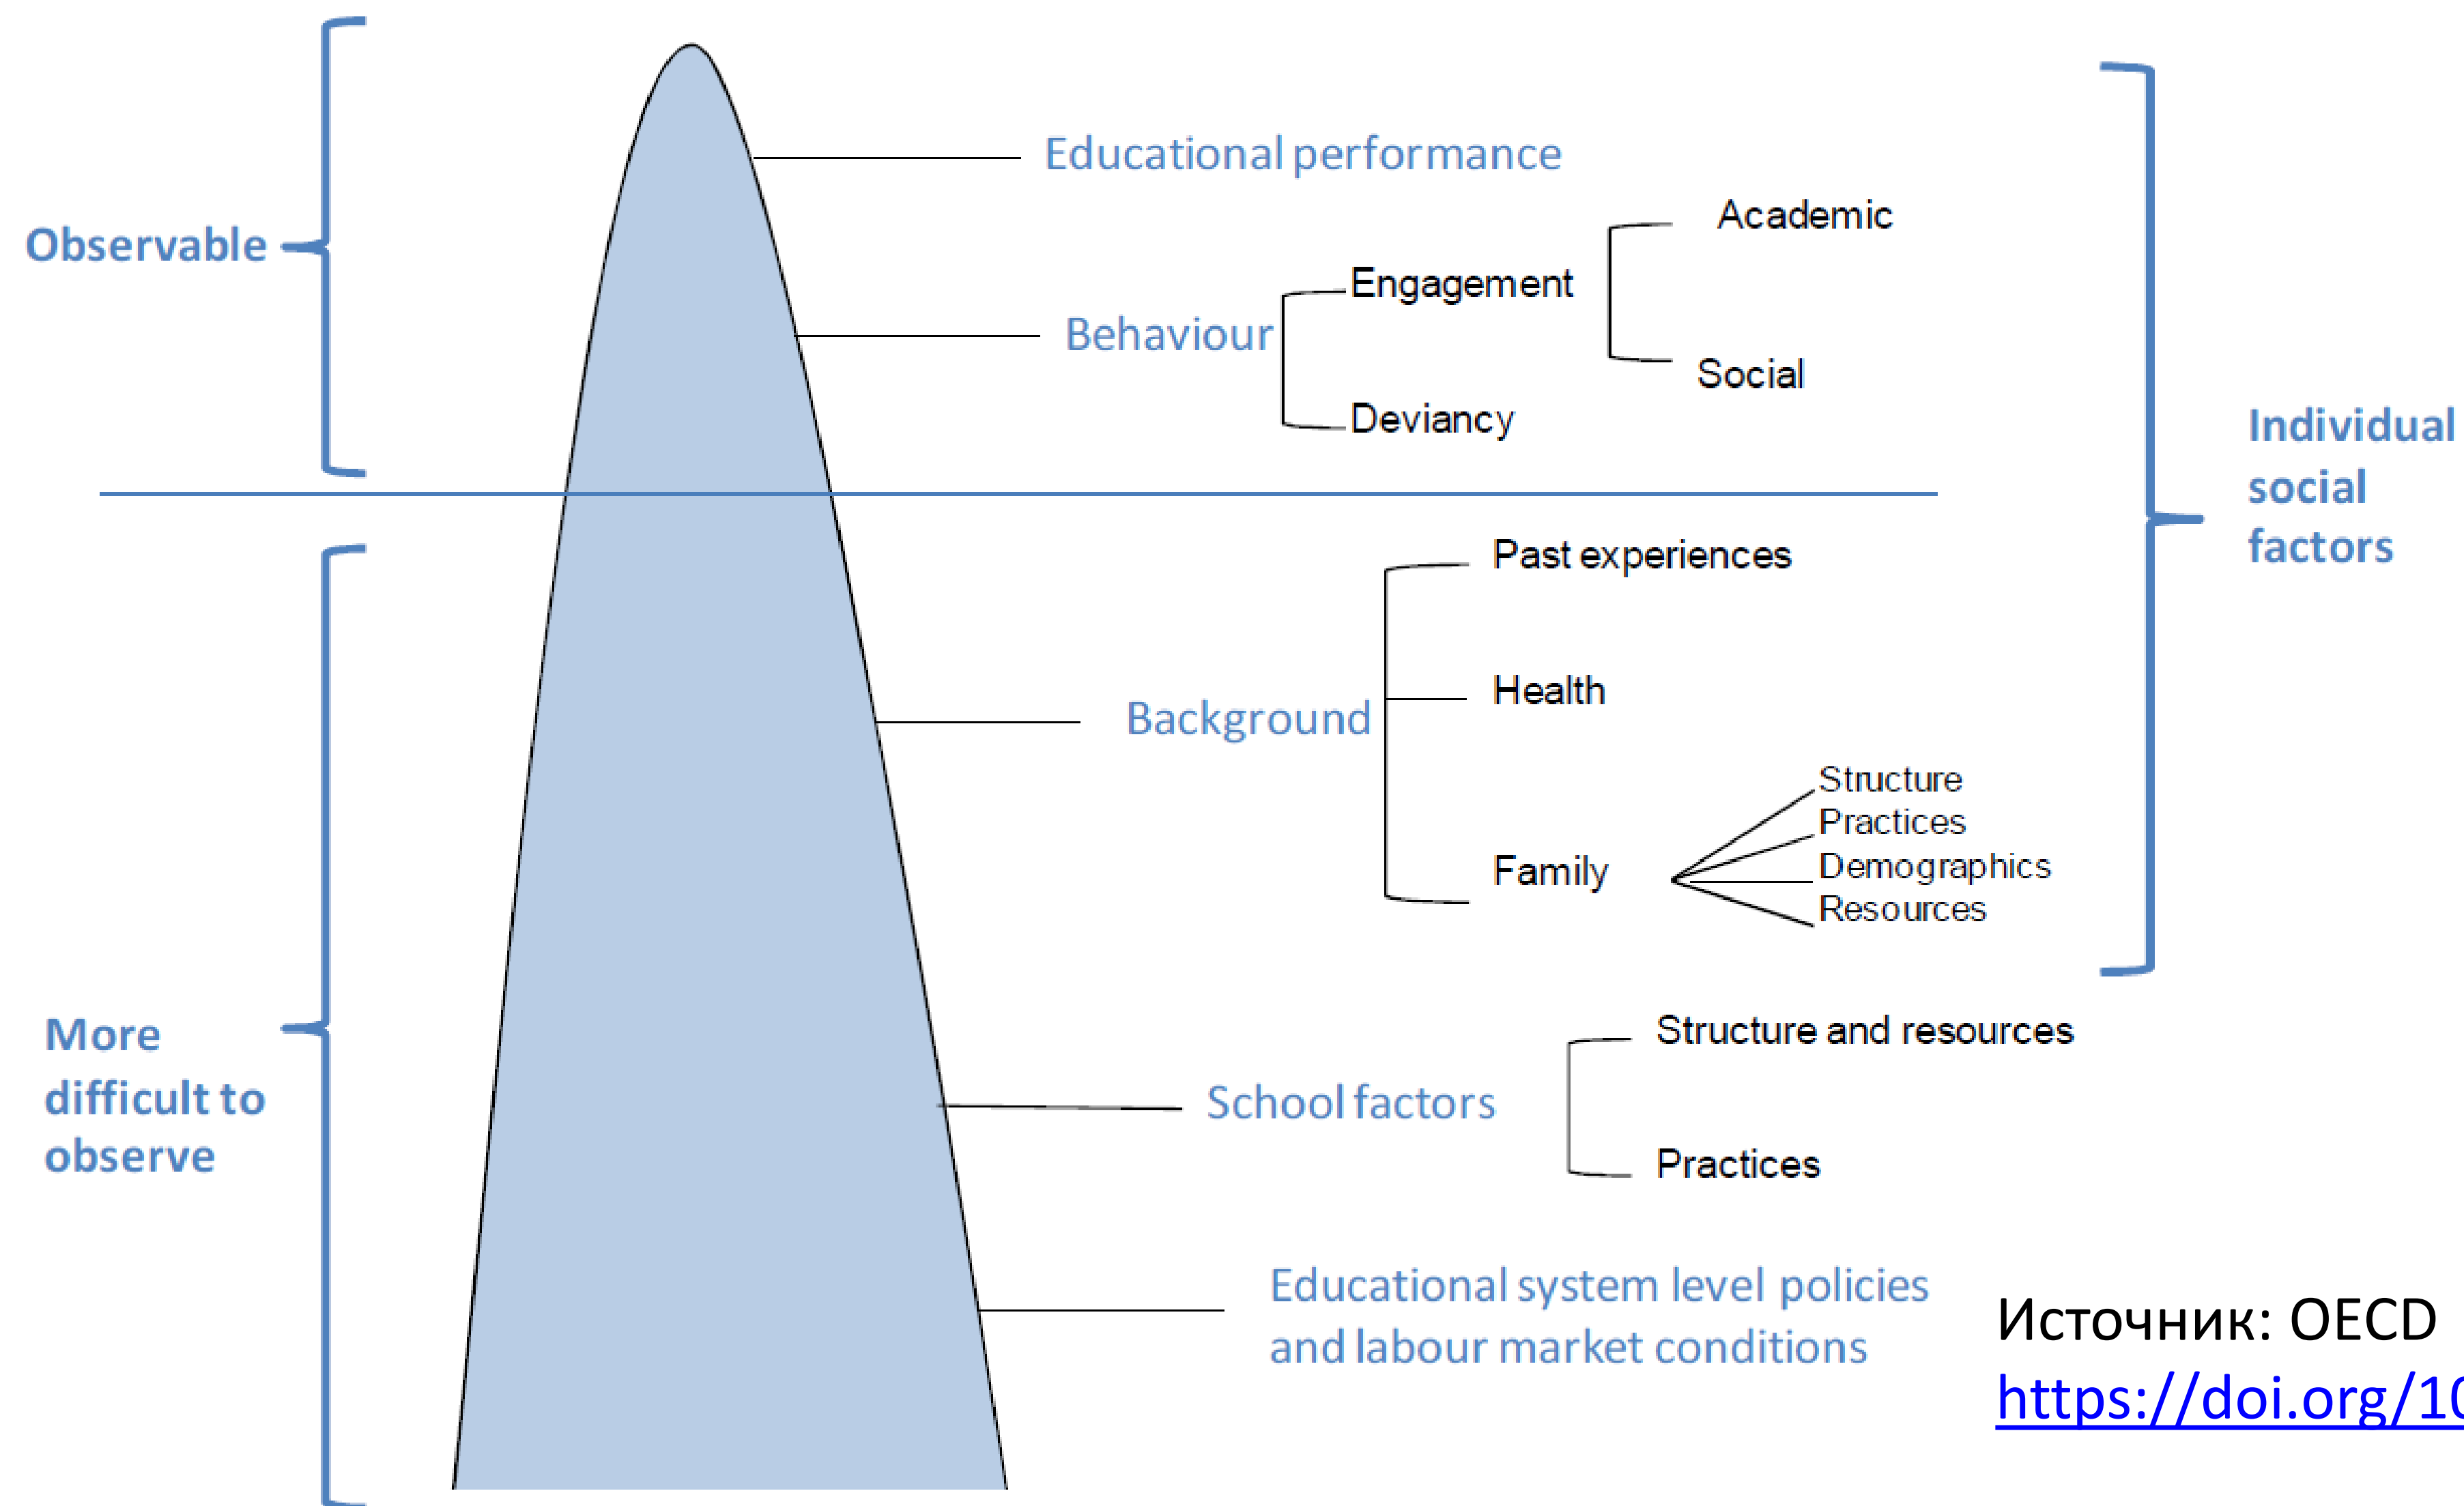 Educational performance
Academic
Observable
Engagement
Behaviour
Social
Deviancy
Individual
social
factors
Past experiences
Health
Background
Structure
Practices
Demographics
Family
Resources
More
difficult to
observe
Structure and resources
School factors
Practices
Educational system level policies
and labour market conditions
Источник: OECD
https://doi.org/10